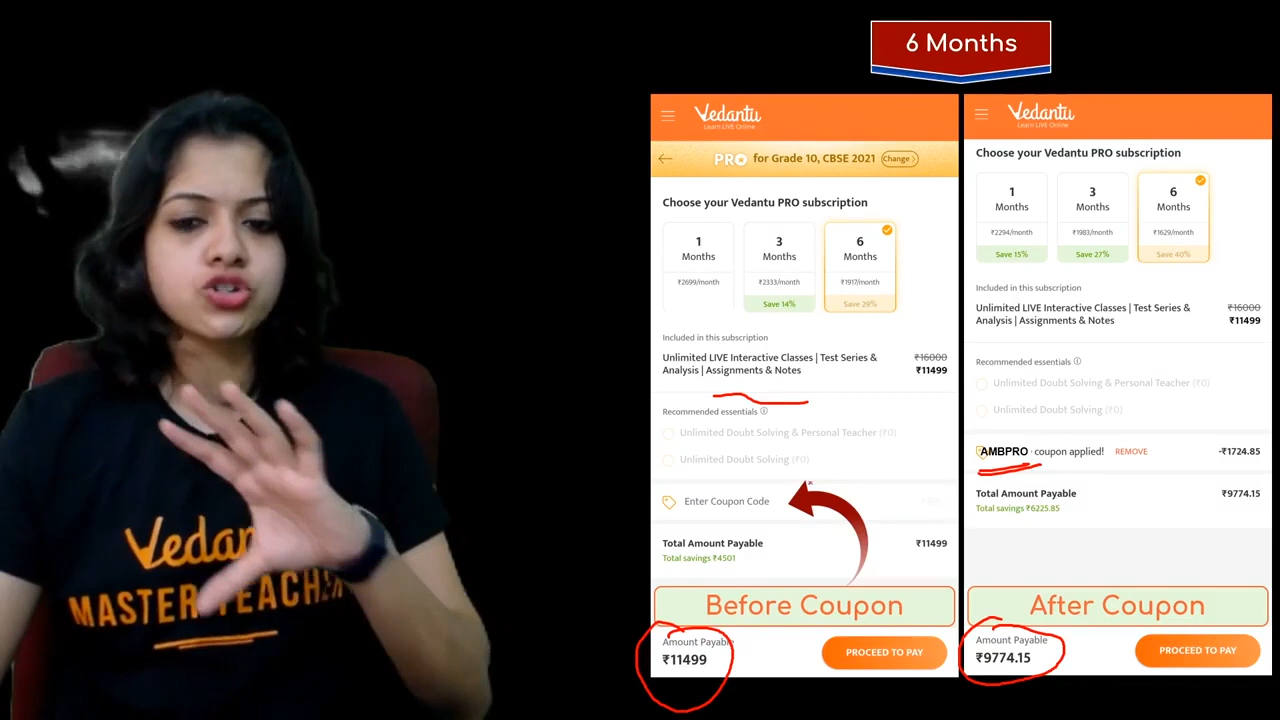 6 Months
Vedantu
Learn LIVE Online
PRO for Grade 10, CBSE 2021 Change
Choose your Vedantu PRO subscription
1
Months
₹2699/month
3
Months
₹2333/month
Save 14%
6
Months
₹1917/month
Save 29%
Included in this subscription
Unlimited LIVE Interactive Classes | Test Series & ₹16000
Analysis | Assignments & Notes ₹11499
Recommended essentials
Unlimited Doubt Solving & Personal Teacher (₹0)
Unlimited Doubt Solving (₹0)
Enter Coupon Code
Total Amount Payable ₹11499
Total savings ₹4501
Before Coupon
Amount Payable
₹11499
PROCEED TO PAY
Vedantu
Learn LIVE Online
Choose your Vedantu PRO subscription
1
Months
₹2294/month
Save 15%
3
Months
₹1983/month
Save 27%
6
Months
₹1629/month
Save 40%
Included in this subscription
Unlimited LIVE Interactive Classes | Test Series & ₹16000
Analysis | Assignments & Notes ₹11499
Recommended essentials
Unlimited Doubt Solving & Personal Teacher (₹0)
Unlimited Doubt Solving (₹0)
AMBPRO coupon applied! REMOVE -₹1724.85
Total Amount Payable ₹9774.15
Total savings ₹6225.85
After Coupon
Amount Payable
₹9774.15
PROCEED TO PAY
MASTER TEACHER